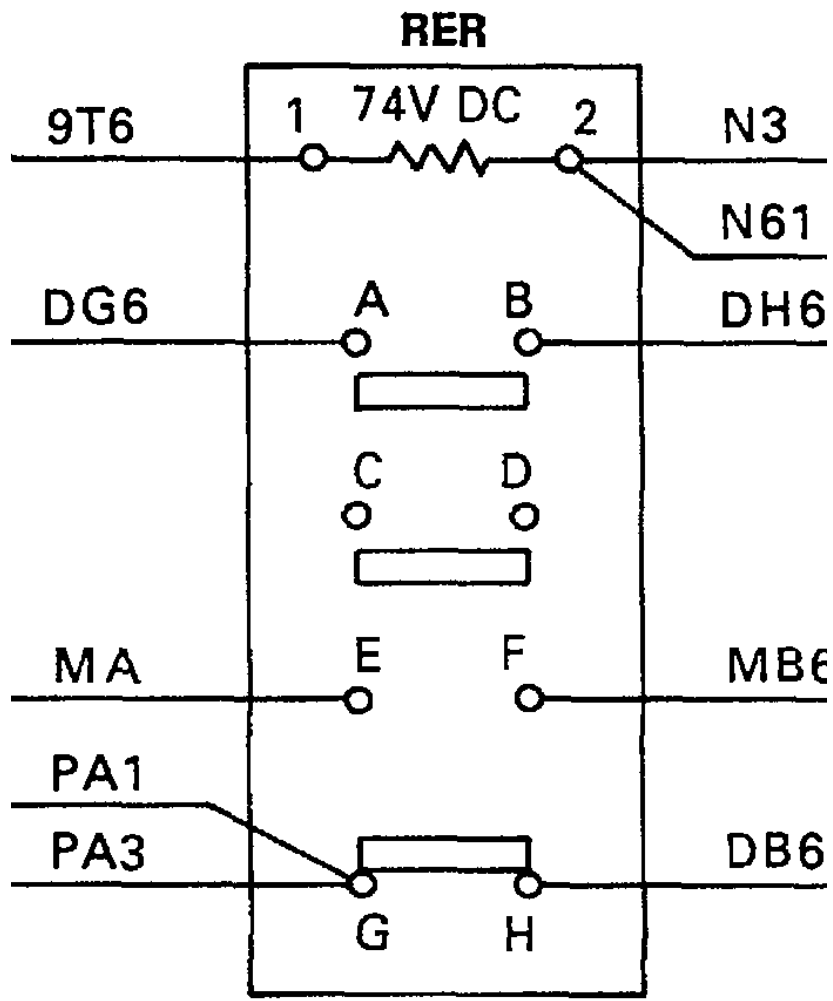 RER
9T6 1 74V DC 2 N3
N61
DG6 A B DH6
C D
MA E F MB6
PA1
PA3 DB6
G H